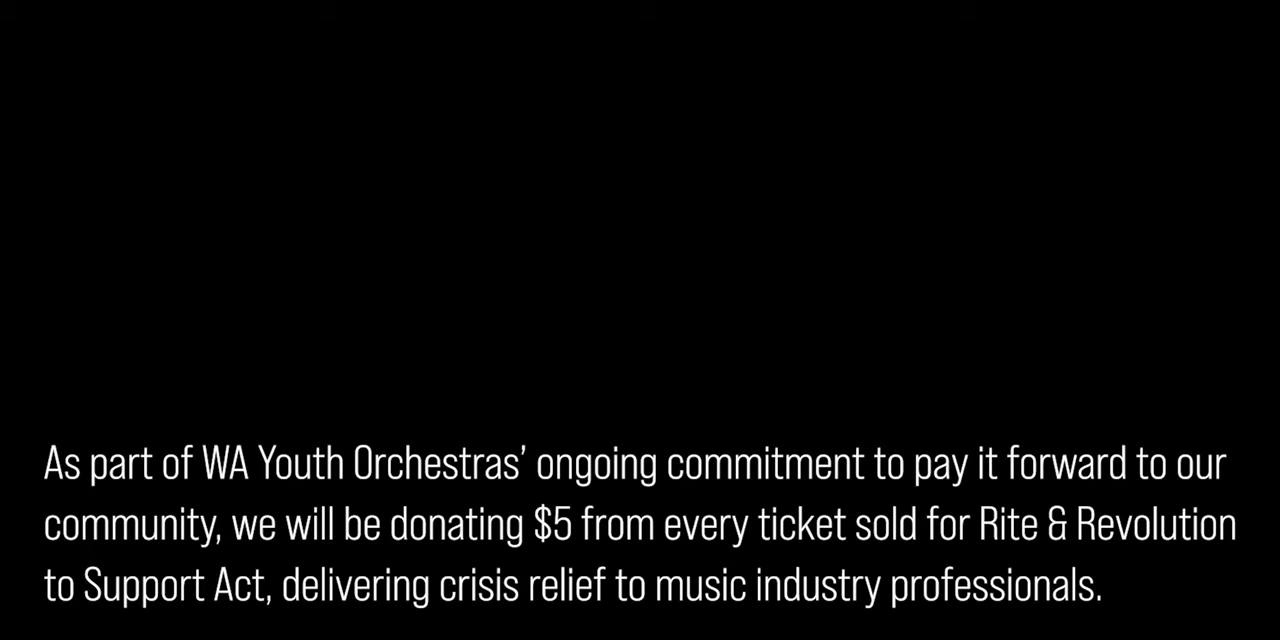 As part of WA Youth Orchestras’ ongoing commitment to pay it forward to our
community, we will be donating $5 from every ticket sold for Rite & Revolution
to Support Act, delivering crisis relief to music industry professionals.